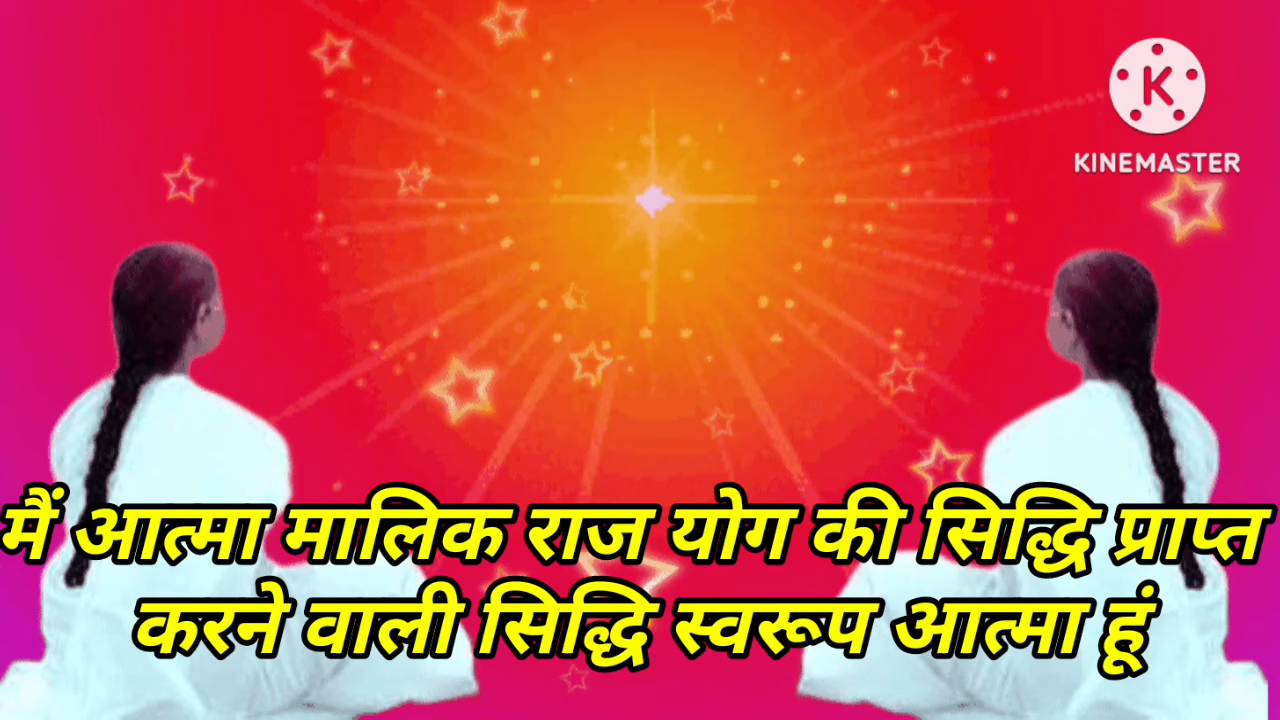 K
KINEMASTER
मैं आत्मा मालिक राज योग की सिद्धि प्राप्त
करने वाली सिद्धि स्वरूप आत्मा हूं